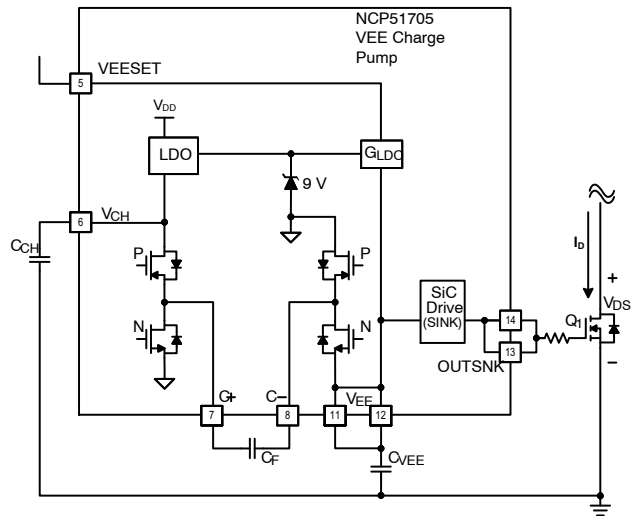 NCP51705
VEE Charge
Pump
5
VEESET
VDD
LDO
GLDO
9 V
6
VCH
CCH
P
P
N
N
SiC
Drive
(SINK)
14
13
OUTSNK
ID
+
VDS
Q1
−
C+
C−
VEE
7
8
11
12
CF
CVEE